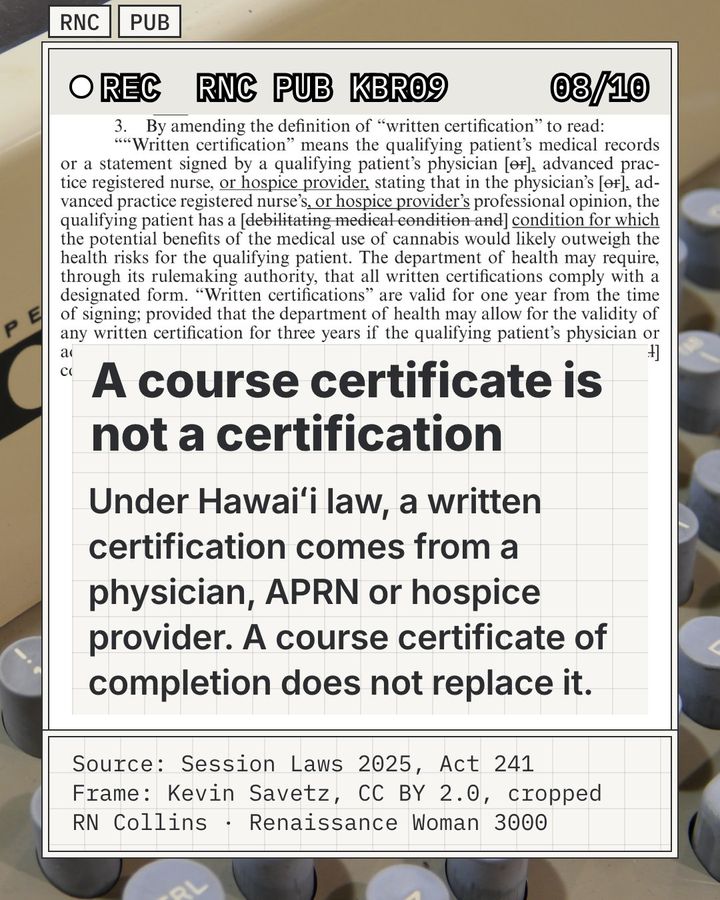 RNC PUB
REC RNC PUB KBR09 08/10
3. By amending the definition of “written certification” to read:
““Written certification” means the qualifying patient’s medical records
or a statement signed by a qualifying patient’s physician [or], advanced prac-
tice registered nurse, or hospice provider, stating that in the physician’s [or], ad-
vanced practice registered nurse’s, or hospice provider’s professional opinion, the
qualifying patient has a [debilitating medical condition and] condition for which
the potential benefits of the medical use of cannabis would likely outweigh the
health risks for the qualifying patient. The department of health may require,
through its rulemaking authority, that all written certifications comply with a
designated form. “Written certifications” are valid for one year from the time
of signing; provided that the department of health may allow for the validity of
any written certification for three years if the qualifying patient’s physician or
A course certificate is
not a certification
Under Hawaiʻi law, a written
certification comes from a
physician, APRN or hospice
provider. A course certificate of
completion does not replace it.
Source: Session Laws 2025, Act 241
Frame: Kevin Savetz, CC BY 2.0, cropped
RN Collins · Renaissance Woman 3000